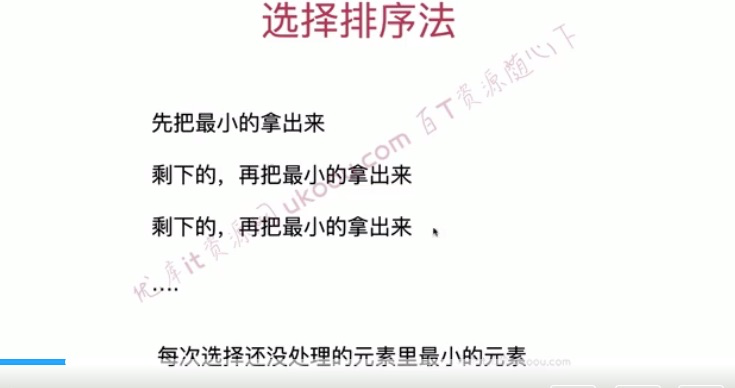 选择排序法
先把最小的拿出来
剩下的，再把最小的拿出来
剩下的，再把最小的拿出来
....
每次选择还没处理的元素里最小的元素
优库it资源网 ukoou.com 百T资源随心下